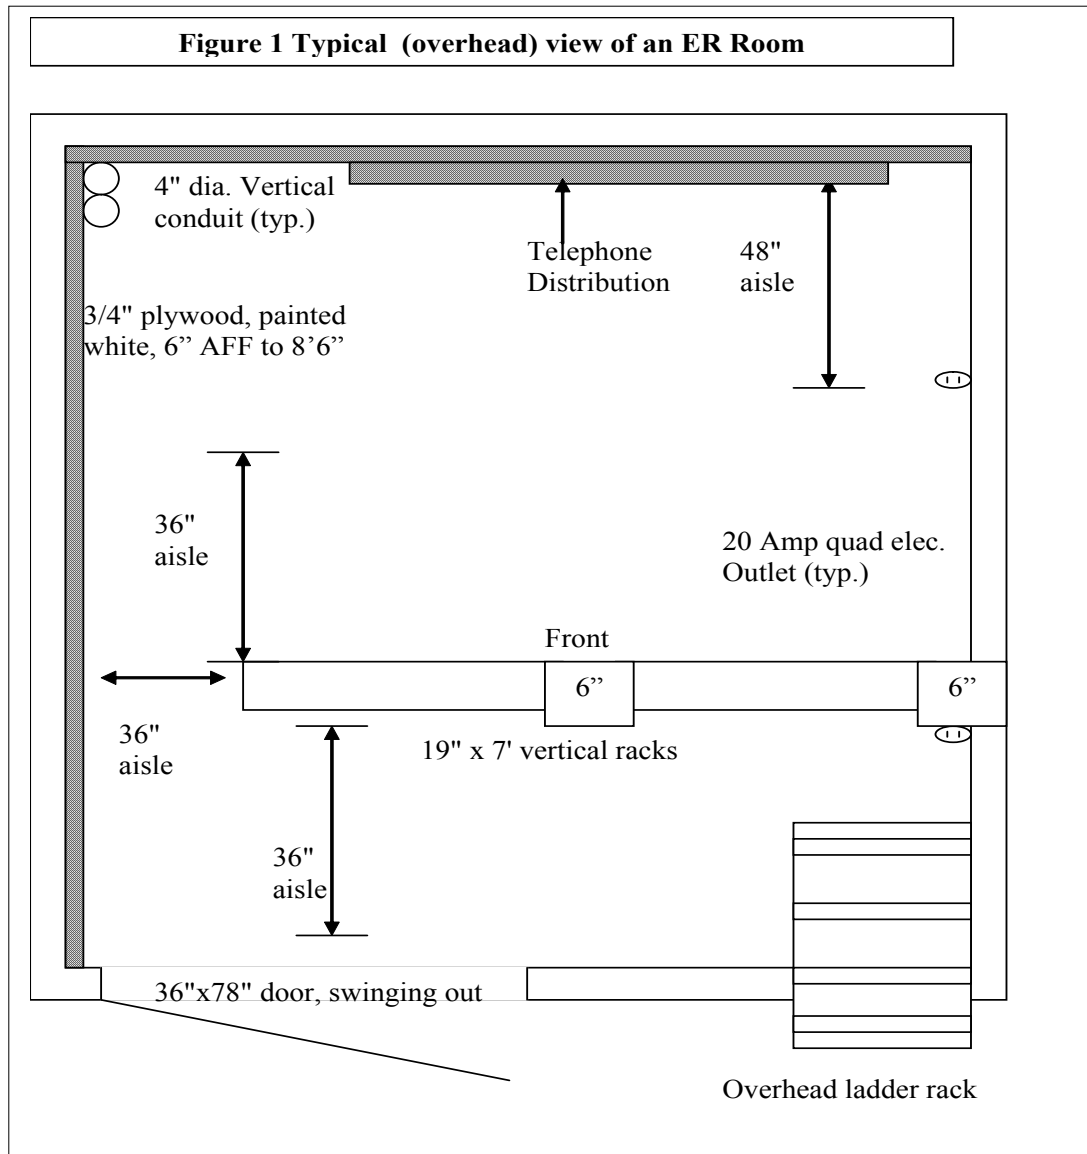 Figure 1 Typical  (overhead) view of an ER Room
4" dia. Vertical
conduit (typ.)
Telephone
Distribution
48"
aisle
3/4" plywood, painted
white, 6” AFF to 8’6”
36"
aisle
20 Amp quad elec.
Outlet (typ.)
Front
6”
6”
36"
aisle
19" x 7' vertical racks
36"
aisle
36"x78" door, swinging out
Overhead ladder rack